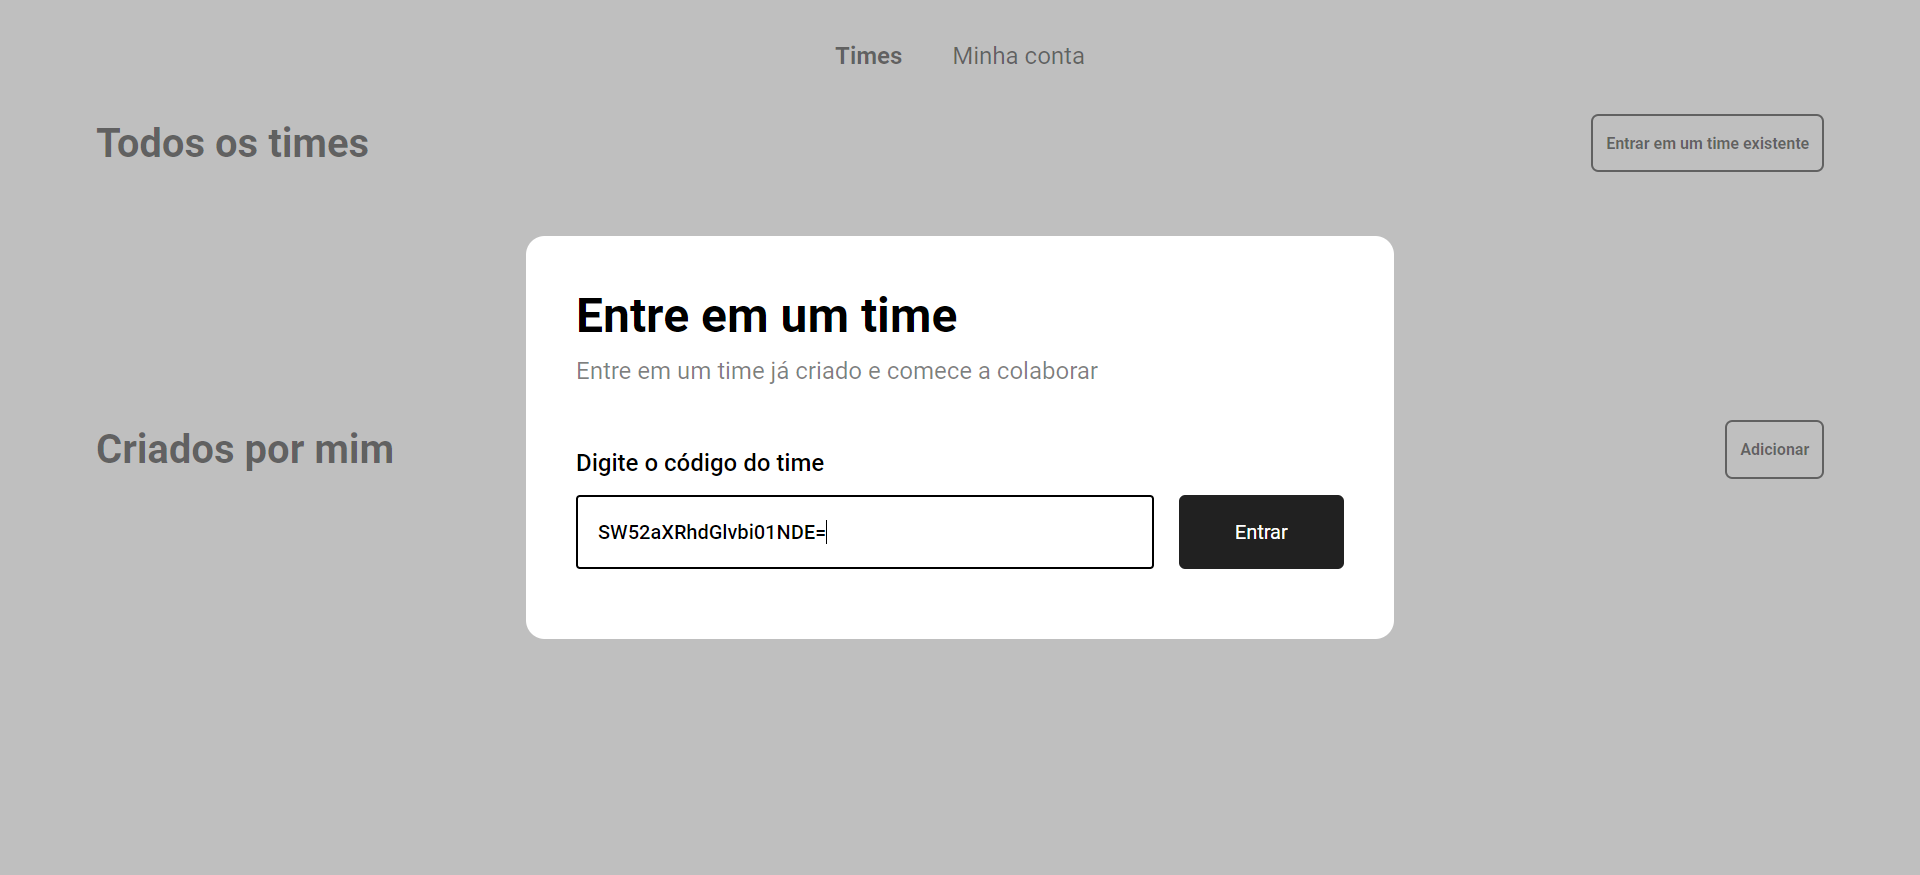 Times Minha conta
Todos os times
Entrar em um time existente
Entre em um time
Entre em um time já criado e comece a colaborar
Criados por mim
Adicionar
Digite o código do time
SW52aXRhdGlvbi01NDE=
Entrar